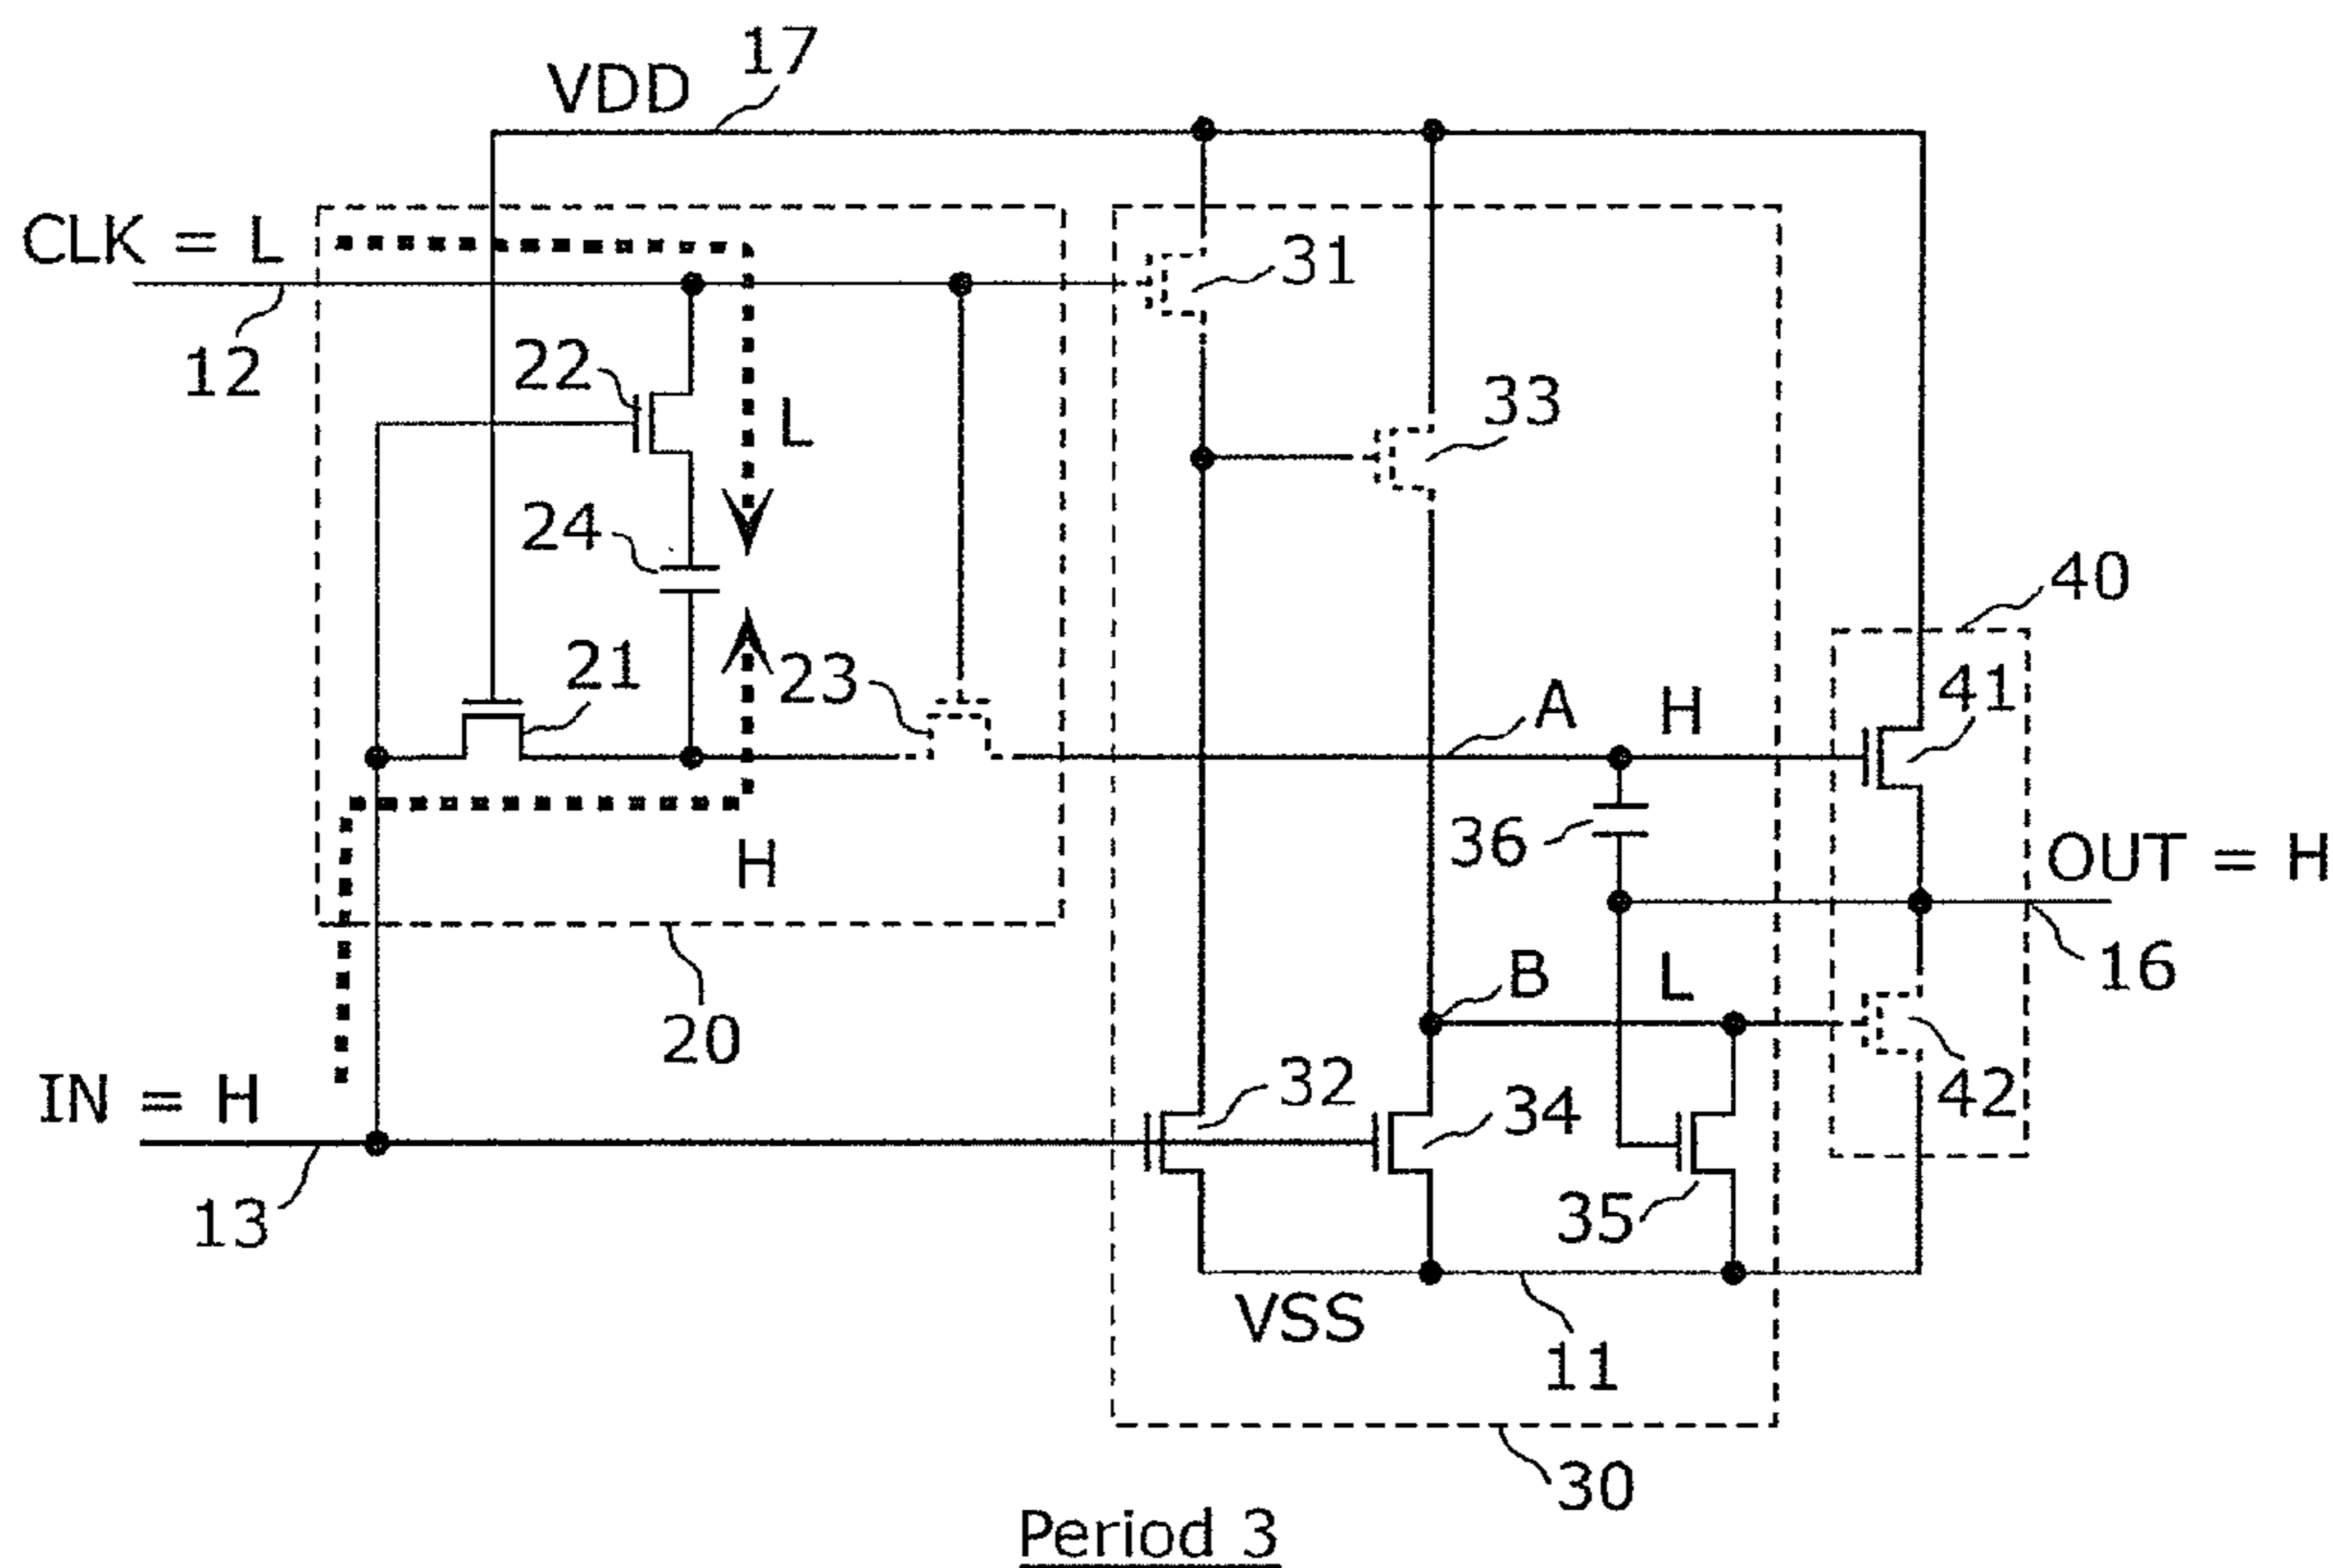 17
VDD
CLK = L
31
12
22
33
L
24
40
21
23
A
H
41
36
H
OUT = H
B
L
16
20
IN = H
32
34
42
13
35
VSS
11
30
Period 3